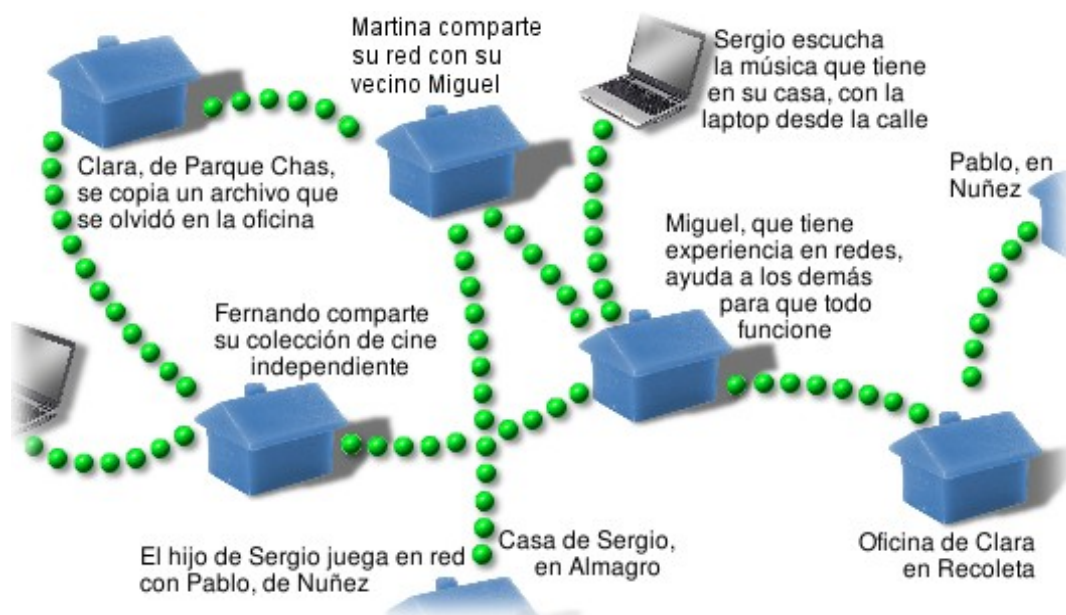 Martina comparte
su red con su
vecino Miguel
Sergio escucha
la música que tiene
en su casa, con la
laptop desde la calle
Clara, de Parque Chas,
se copia un archivo que
se olvidó en la oficina
Pablo, en
Nuñez
Miguel, que tiene
experiencia en redes,
ayuda a los demás
para que todo
funcione
Fernando comparte
su colección de cine
independiente
El hijo de Sergio juega en red
con Pablo, de Nuñez
Casa de Sergio,
en Almagro
Oficina de Clara
en Recoleta